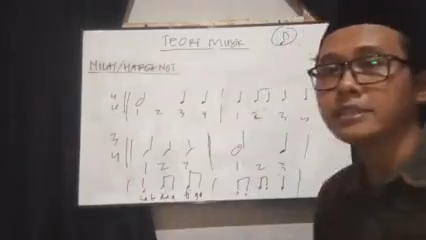 TEORI MUSIK
NILAI/HARGA NOT
4 4 1 2 3 4 1 2 3 4
3 4 1 2 3 1 2 3